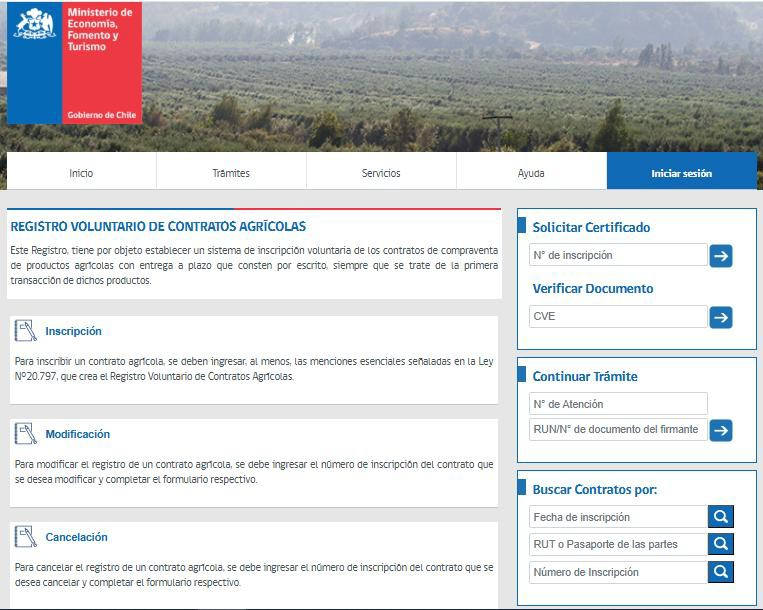 Ministerio de
Economía,
Fomento y
Turismo
Gobierno de Chile
Inicio
Trámites
Servicios
Ayuda
Iniciar sesión
REGISTRO VOLUNTARIO DE CONTRATOS AGRÍCOLAS
Este Registro, tiene por objeto establecer un sistema de inscripción voluntaria de los contratos de compraventa
de productos agrícolas con entrega a plazo que consten por escrito, siempre que se trate de la primera
transacción de dichos productos.
Inscripción
Para inscribir un contrato agrícola, se deben ingresar, al menos, las menciones esenciales señaladas en la Ley
Nº20.797, que crea el Registro Voluntario de Contratos Agrícolas.
Modificación
Para modificar el registro de un contrato agrícola, se debe ingresar el número de inscripción del contrato que
se desea modificar y completar el formulario respectivo.
Cancelación
Para cancelar el registro de un contrato agrícola, se debe ingresar el número de inscripción del contrato que se
desea cancelar y completar el formulario respectivo.
Solicitar Certificado
N° de inscripción
Verificar Documento
CVE
Continuar Trámite
N° de Atención
RUN/N° de documento del firmante
Buscar Contratos por:
Fecha de inscripción
RUT o Pasaporte de las partes
Número de Inscripción